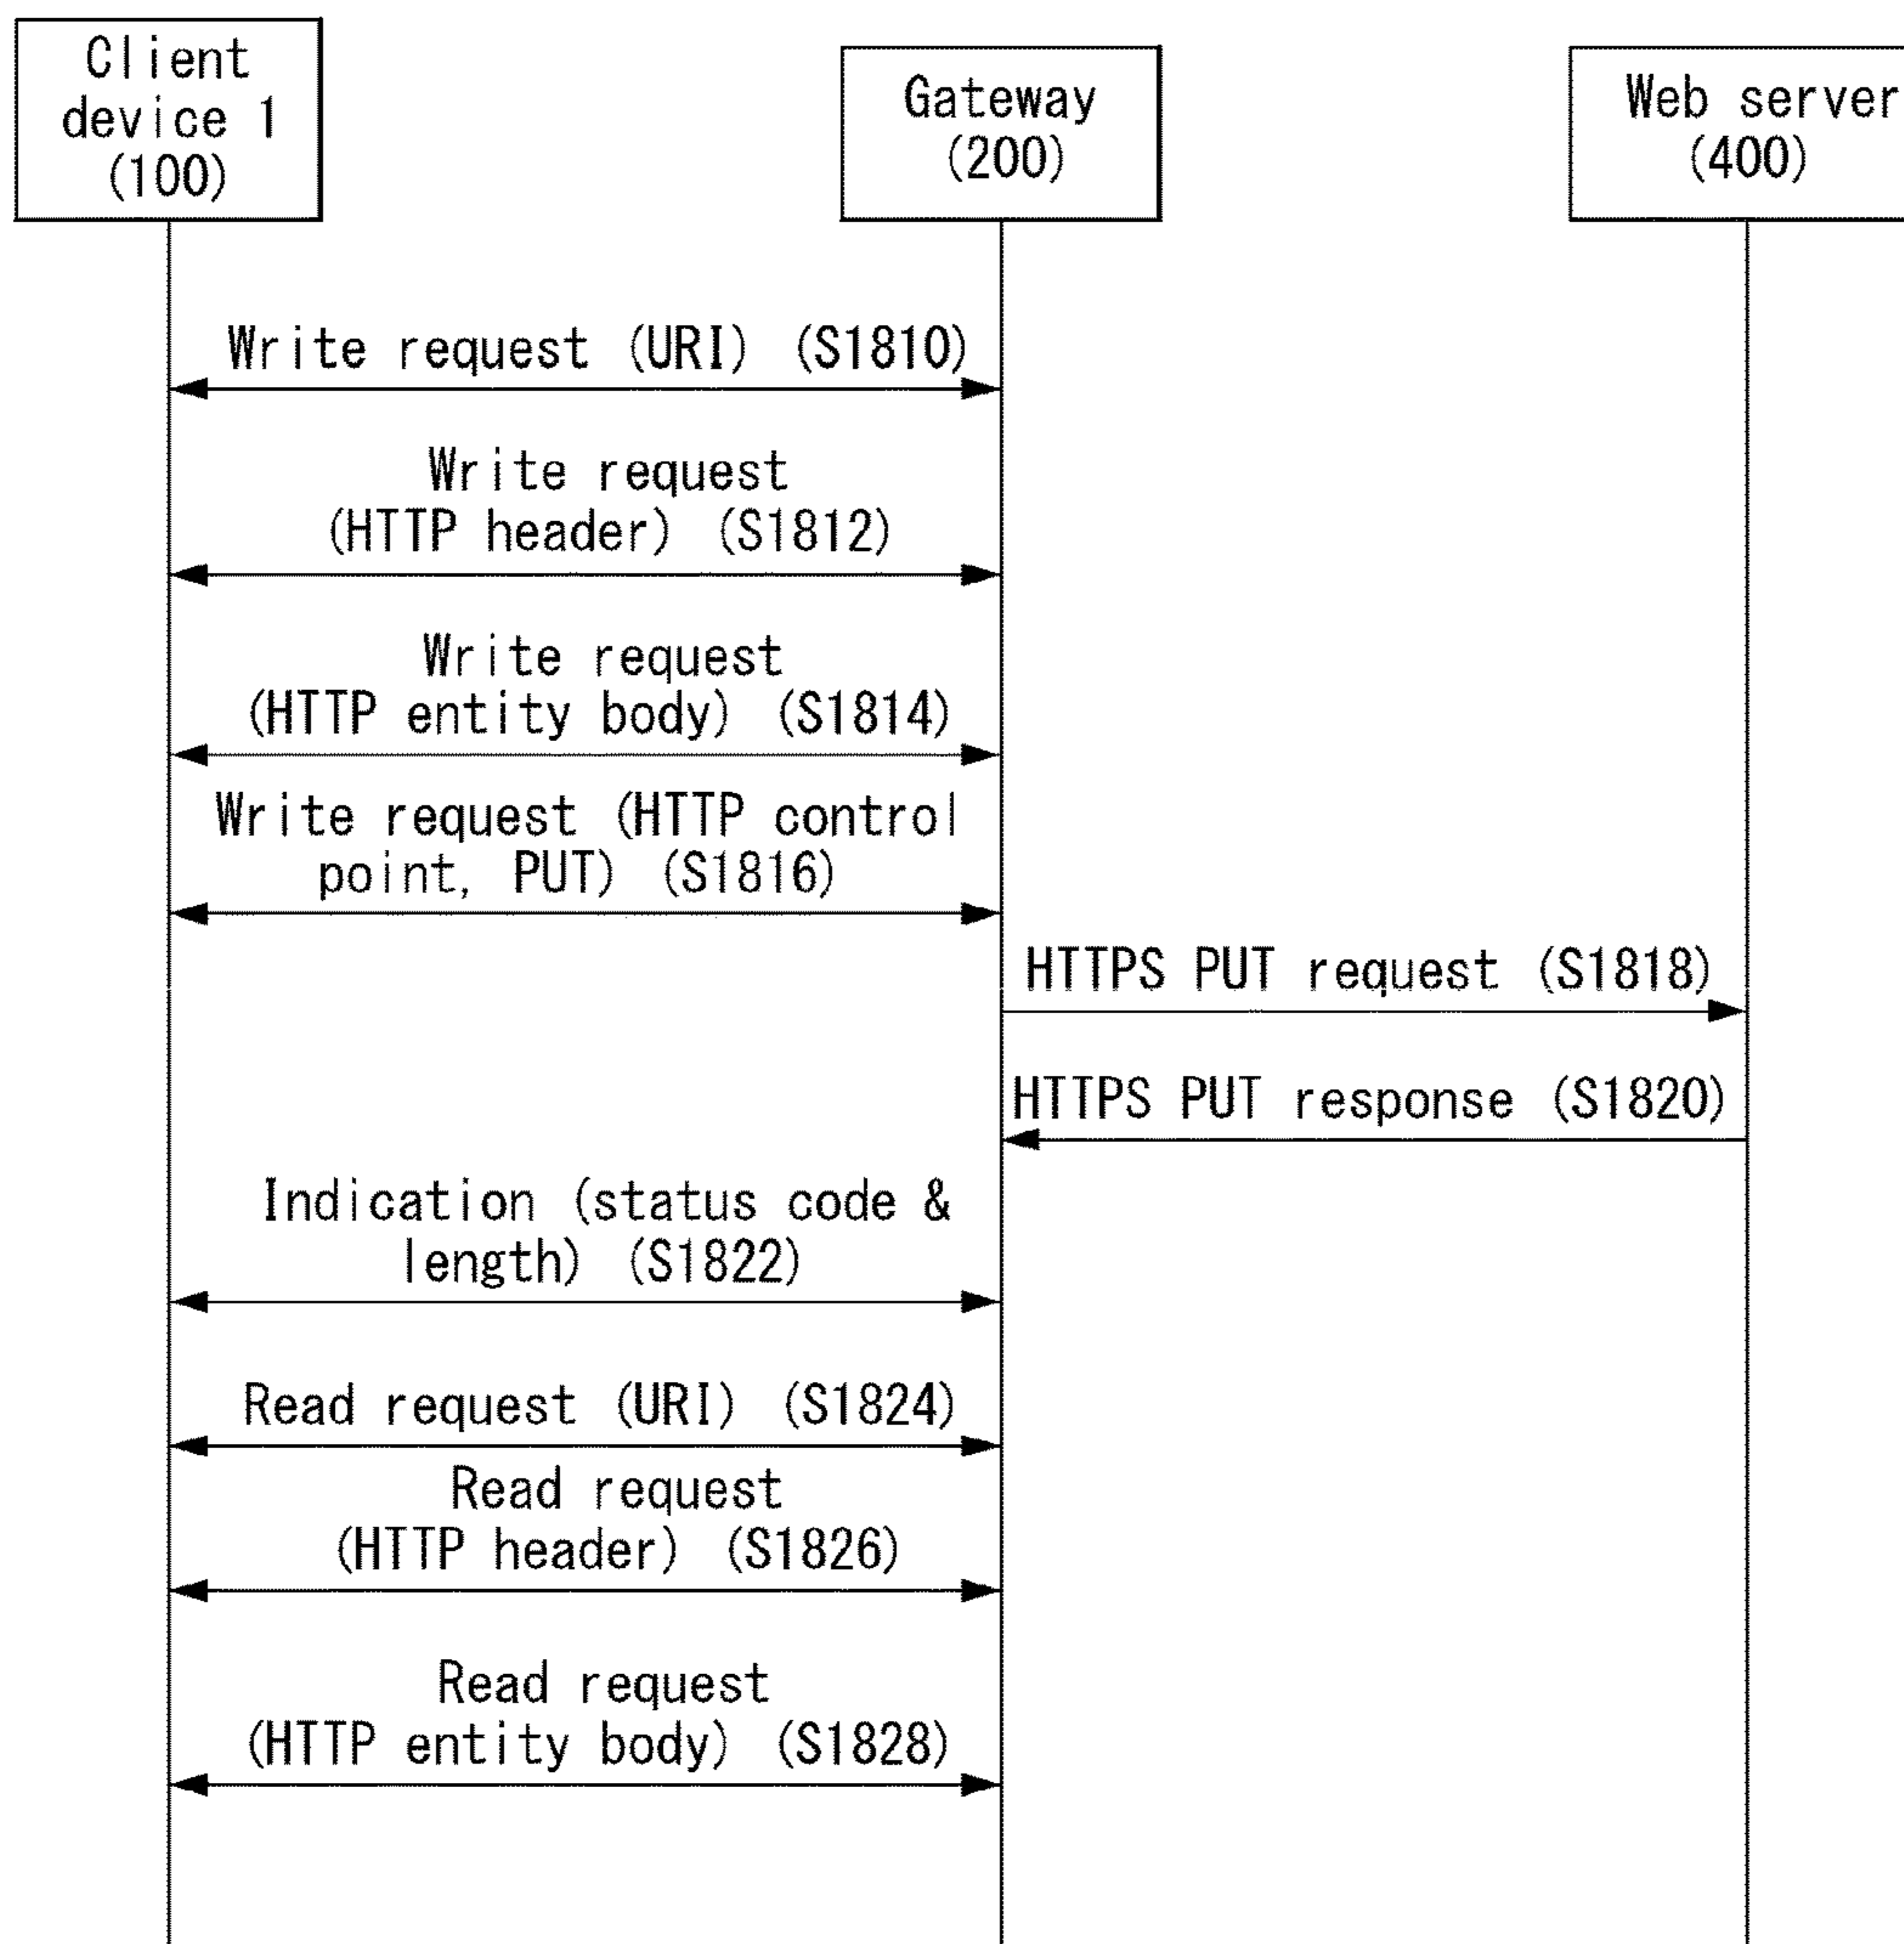 Client
device 1
(100)
Gateway
(200)
Web server
(400)
Write request (URI) (S1810)
Write request
(HTTP header) (S1812)
Write request
(HTTP entity body) (S1814)
Write request (HTTP control
point, PUT) (S1816)
HTTPS PUT request (S1818)
HTTPS PUT response (S1820)
Indication (status code &
length) (S1822)
Read request (URI) (S1824)
Read request
(HTTP header) (S1826)
Read request
(HTTP entity body) (S1828)